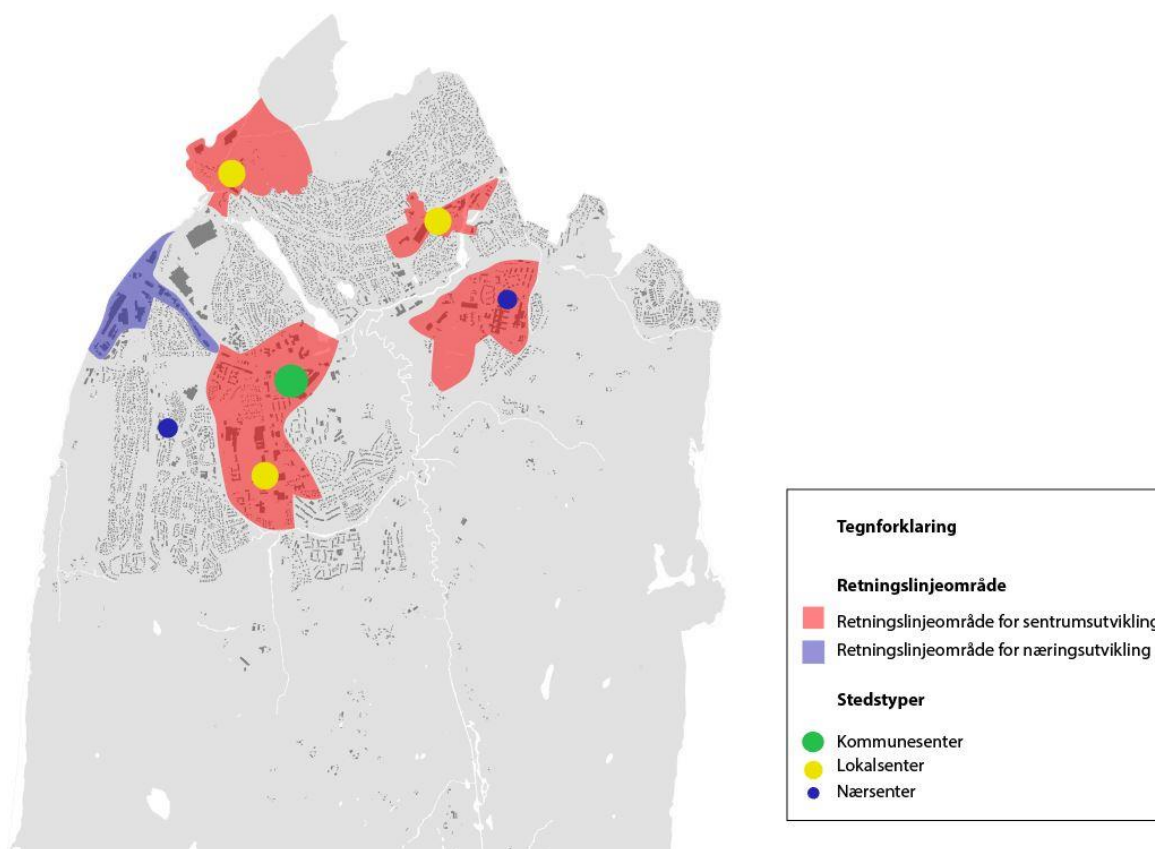 Tegnforklaring
Retningslinjeområde
Retningslinjeområde for sentrumsutvikling
Retningslinjeområde for næringsutvikling
Stedstyper
Kommunesenter
Lokalsenter
Nærsenter